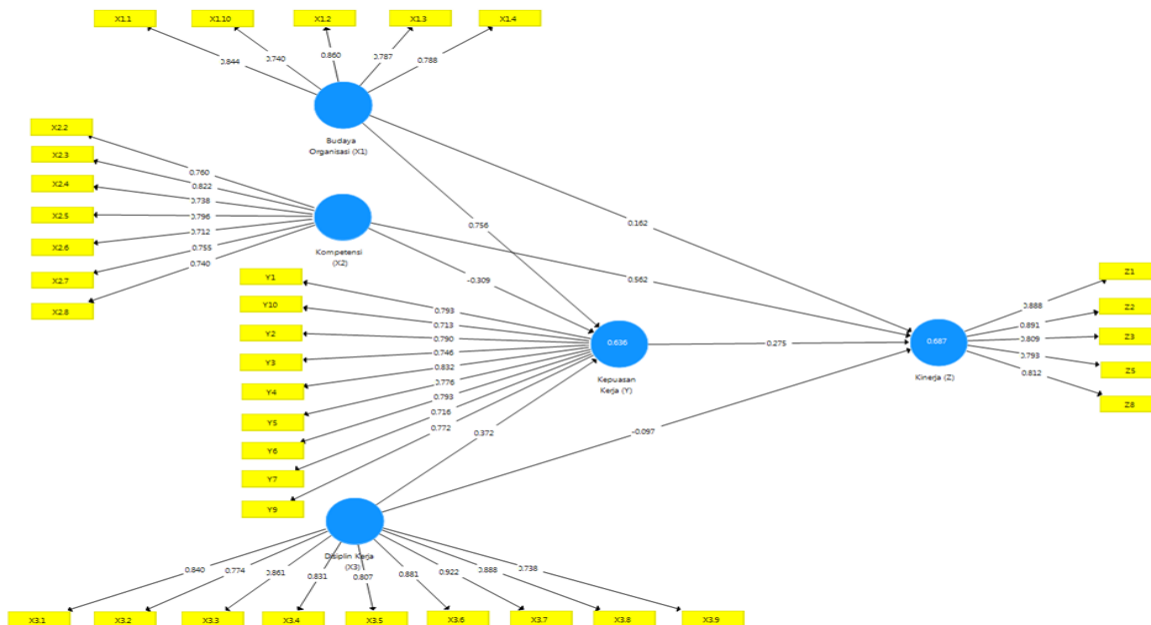 X1.1 X1.10 X1.2 X1.3 X1.4
0.844 0.740 0.860 0.787 0.788
Budaya
Organisasi (X1)
X2.2
X2.3
X2.4
X2.5
X2.6
X2.7
X2.8
0.760
0.822
0.738
0.796
0.712
0.755
0.740
Kompetensi
(X2)
0.756
0.162
-0.309
0.562
Y1
Y10
Y2
Y3
Y4
Y5
Y6
Y7
Y9
0.793
0.713
0.790
0.746
0.832
0.776
0.793
0.716
0.772
0.636
Kepuasan
Kerja (Y)
0.275
0.687
Kinerja (Z)
0.888
0.891
0.809
0.793
0.812
Z1
Z2
Z3
Z5
Z8
0.372
-0.097
Disiplin Kerja
(X3)
0.840 0.774 0.861 0.831 0.807 0.881 0.922 0.888 0.738
X3.1 X3.2 X3.3 X3.4 X3.5 X3.6 X3.7 X3.8 X3.9